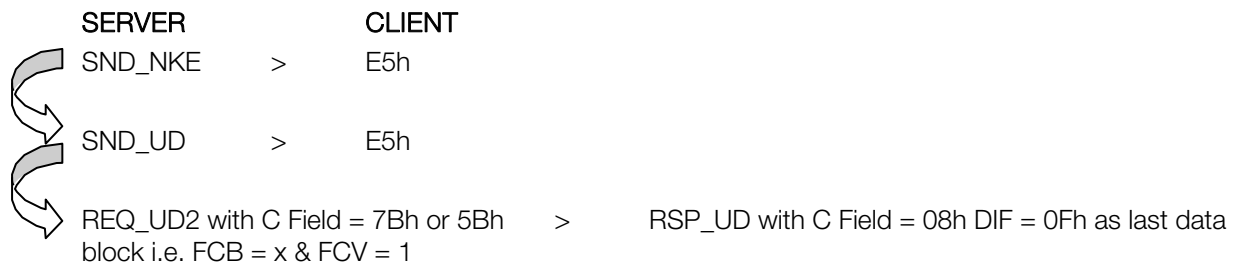 SERVER CLIENT
SND_NKE > E5h
SND_UD > E5h
REQ_UD2 with C Field = 7Bh or 5Bh > RSP_UD with C Field = 08h DIF = 0Fh as last data
block i.e. FCB = x & FCV = 1